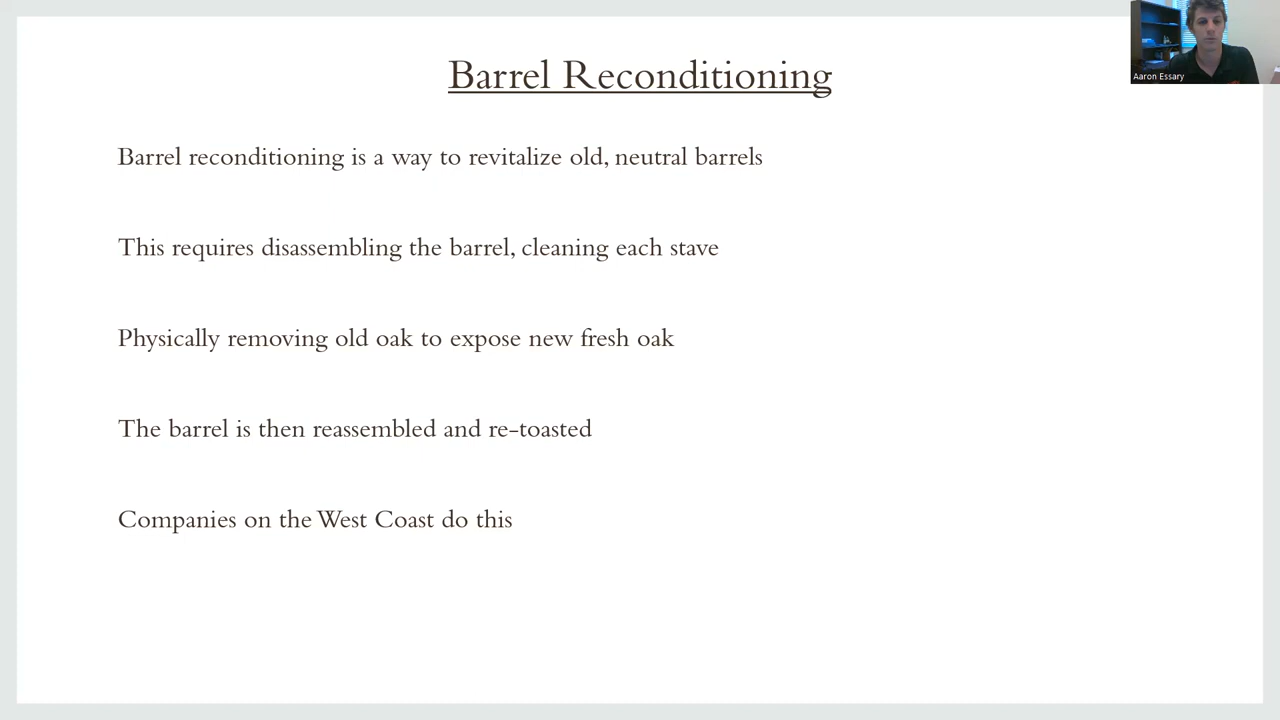 Barrel Reconditioning
Aaron Essary
Barrel reconditioning is a way to revitalize old, neutral barrels
This requires disassembling the barrel, cleaning each stave
Physically removing old oak to expose new fresh oak
The barrel is then reassembled and re-toasted
Companies on the West Coast do this